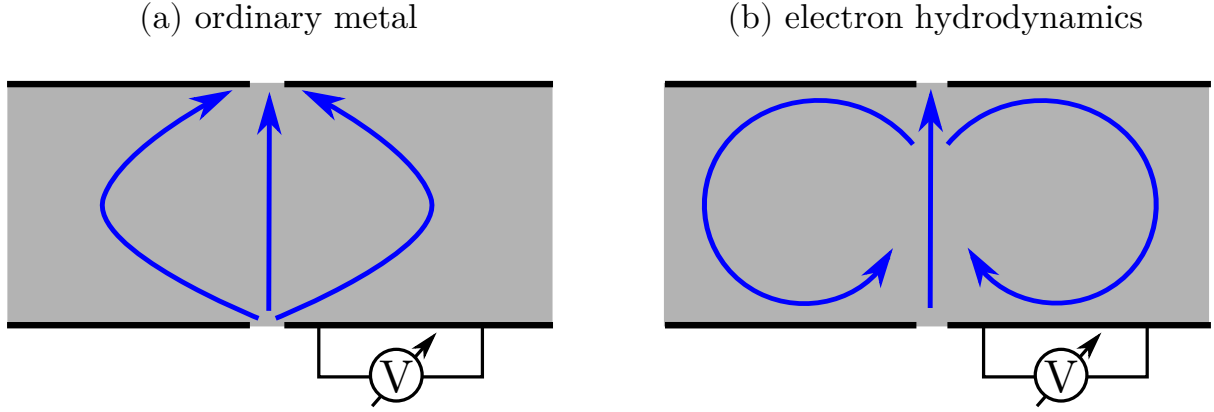 (a) ordinary metal
(b) electron hydrodynamics
V
V